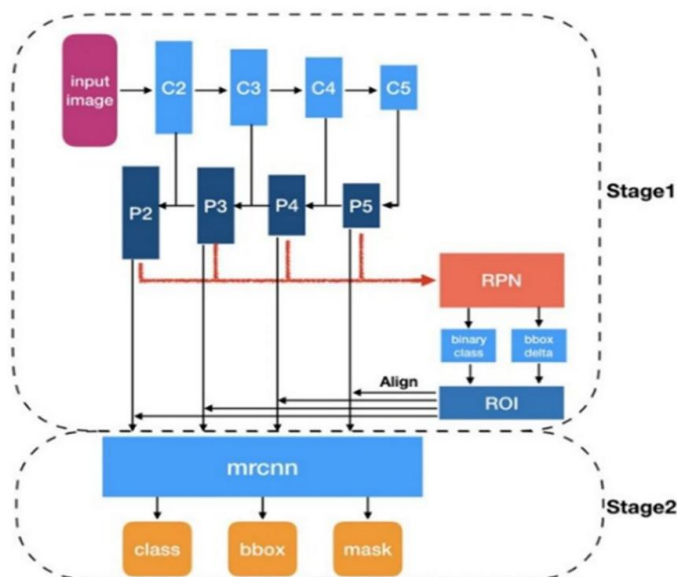 input
image
C2
C3
C4
C5
P2
P3
P4
P5
Stage1
RPN
binary
class
bbox
delta
Align
ROI
mrcnn
Stage2
class
bbox
mask